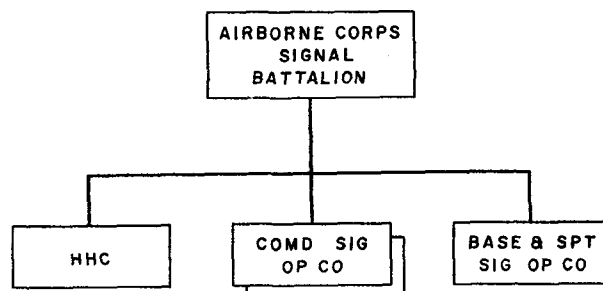 AIRBORNE CORPS
SIGNAL
BATTALION
HHC
COMD SIG
OP CO
BASE & SPT
SIG OP CO